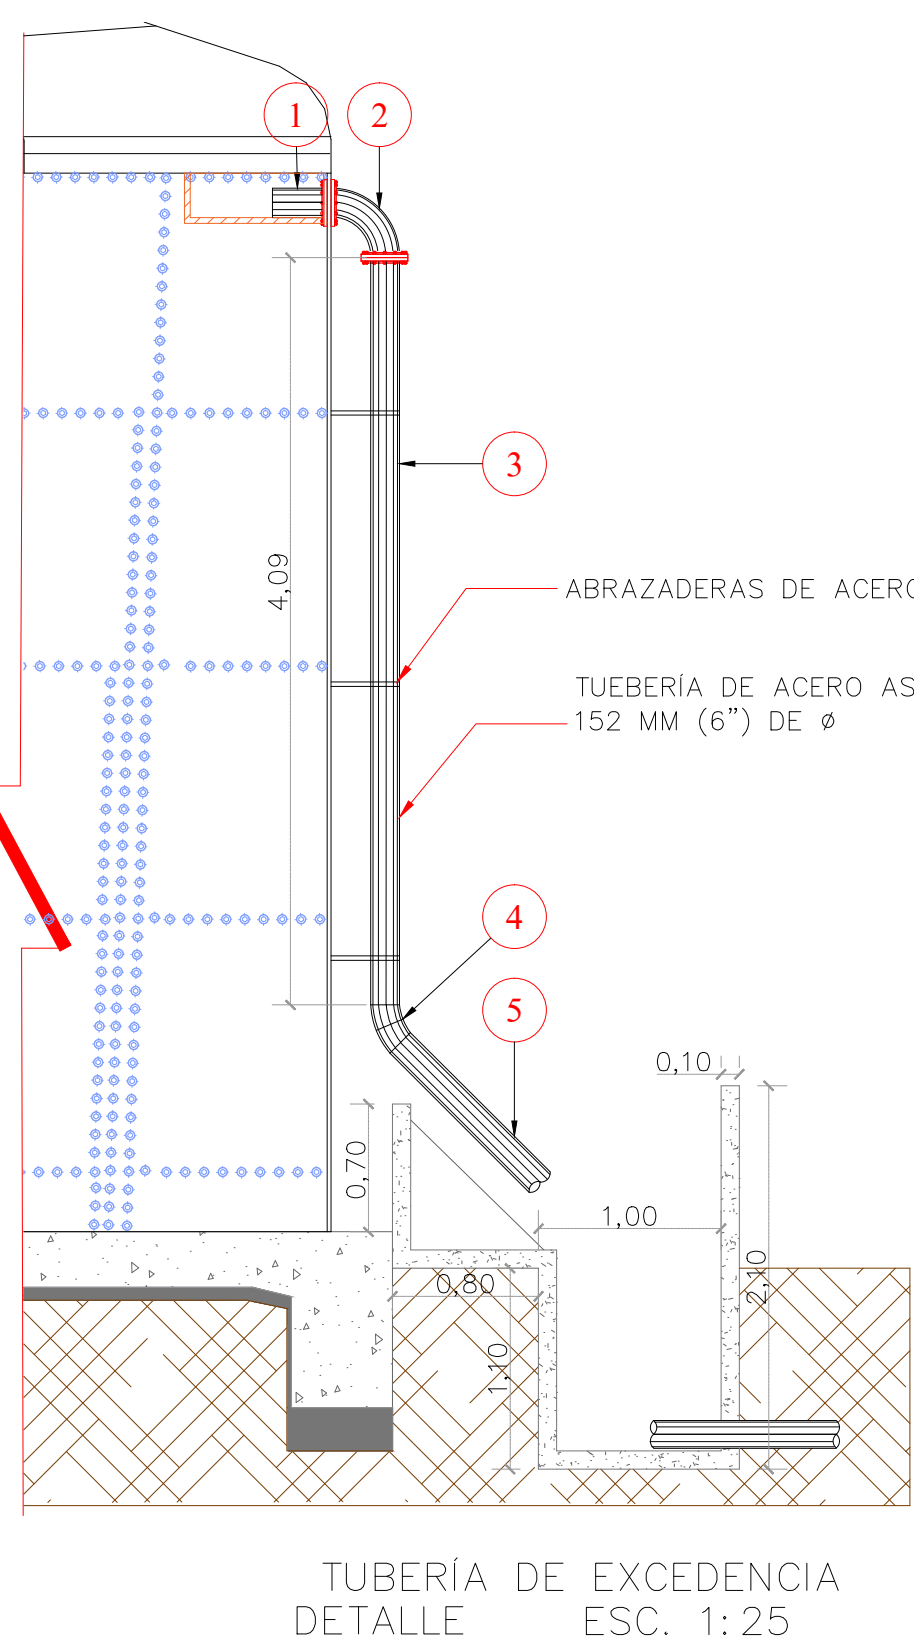 1
2
3
4,09
ABRAZADERAS DE ACERO
TUEBERÍA DE ACERO AS
152 MM (6”) DE ø
4
5
0,10
0,70
1,00
2,10
0,80
1,10
TUBERÍA DE EXCEDENCIA
DETALLE ESC. 1:25